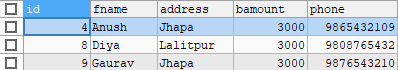 id fname address bamount phone
4 Anush Jhapa 3000 9865432109
8 Diya Lalitpur 3000 9808765432
9 Gaurav Jhapa 3000 9876543210